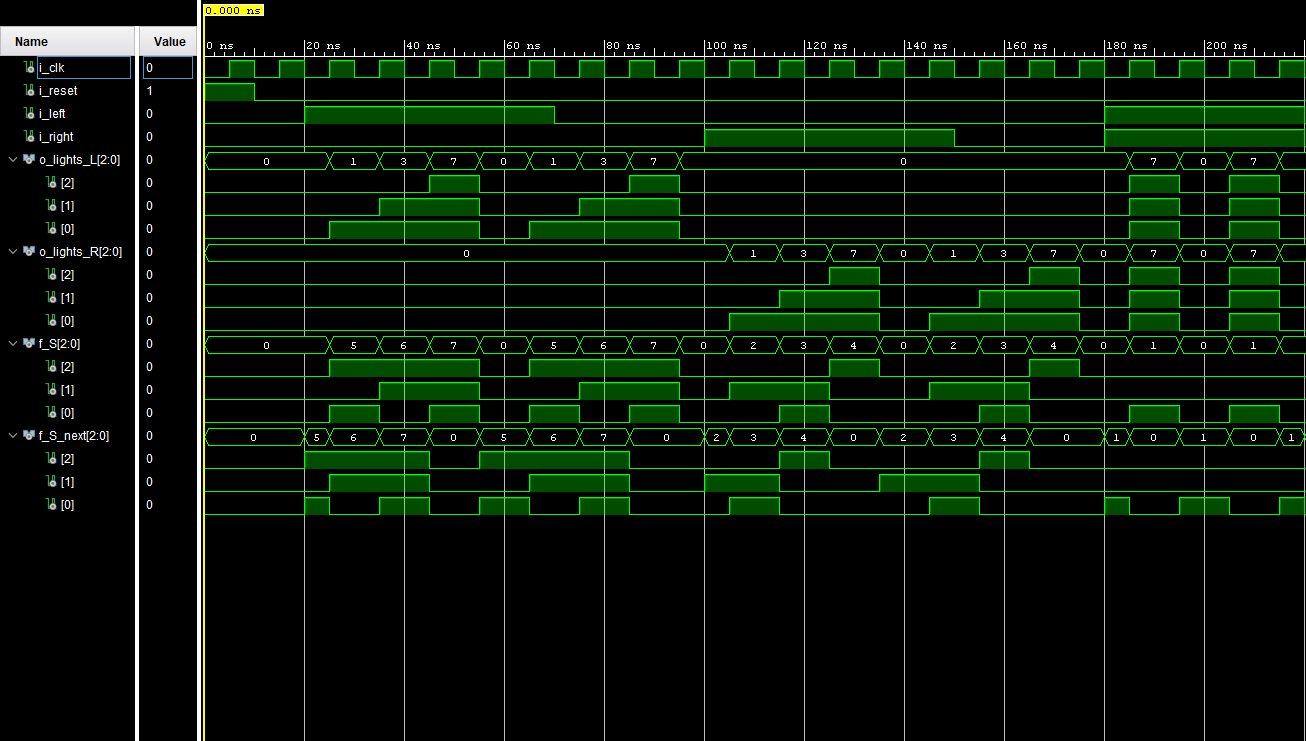 0.000 ns
Name Value
0 ns 20 ns 40 ns 60 ns 80 ns 100 ns 120 ns 140 ns 160 ns 180 ns 200 ns
i_clk 0
i_reset 1
i_left 0
i_right 0
o_lights_L[2:0] 0 0 1 3 7 0 1 3 7 0 7 0 7
[2] 0
[1] 0
[0] 0
o_lights_R[2:0] 0 0 1 3 7 0 1 3 7 0 7 0 7
[2] 0
[1] 0
[0] 0
f_S[2:0] 0 0 5 6 7 0 5 6 7 0 2 3 4 0 2 3 4 0 1 0 1
[2] 0
[1] 0
[0] 0
f_S_next[2:0] 0 0 5 6 7 0 5 6 7 0 2 3 4 0 2 3 4 0 1 0 1 0 1
[2] 0
[1] 0
[0] 0